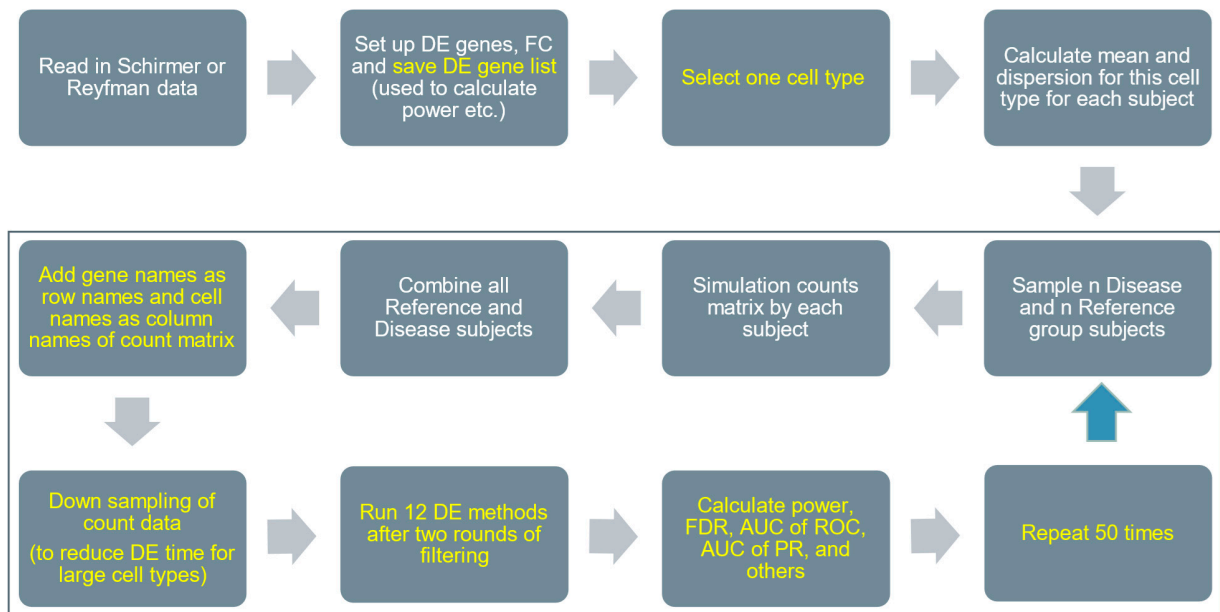 Read in Schirmer or
Reyfman data
Set up DE genes, FC
and save DE gene list
(used to calculate
power etc.)
Select one cell type
Calculate mean and
dispersion for this cell
type for each subject
Sample n Disease
and n Reference
group subjects
Simulation counts
matrix by each
subject
Combine all
Reference and
Disease subjects
Add gene names as
row names and cell
names as column
names of count matrix
Down sampling of
count data
(to reduce DE time for
large cell types)
Run 12 DE methods
after two rounds of
filtering
Calculate power,
FDR, AUC of ROC,
AUC of PR, and
others
Repeat 50 times